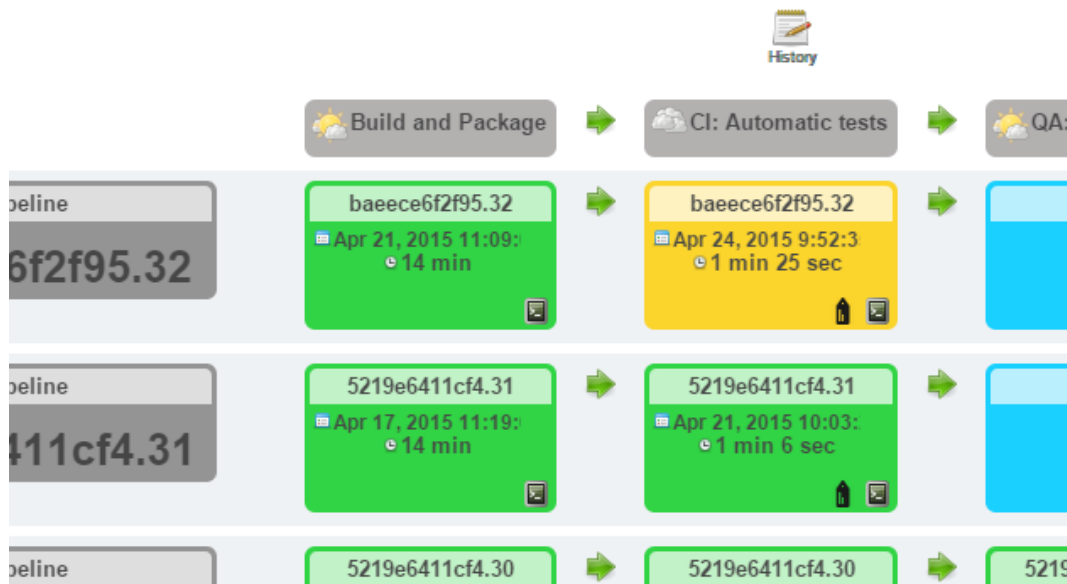 History
Build and Package
CI: Automatic tests
QA:
peline
6f2f95.32
baeece6f2f95.32
Apr 21, 2015 11:09:
14 min
baeece6f2f95.32
Apr 24, 2015 9:52:3
1 min 25 sec
peline
411cf4.31
5219e6411cf4.31
Apr 17, 2015 11:19:
14 min
5219e6411cf4.31
Apr 21, 2015 10:03:
1 min 6 sec
peline
5219e6411cf4.30
5219e6411cf4.30
5219